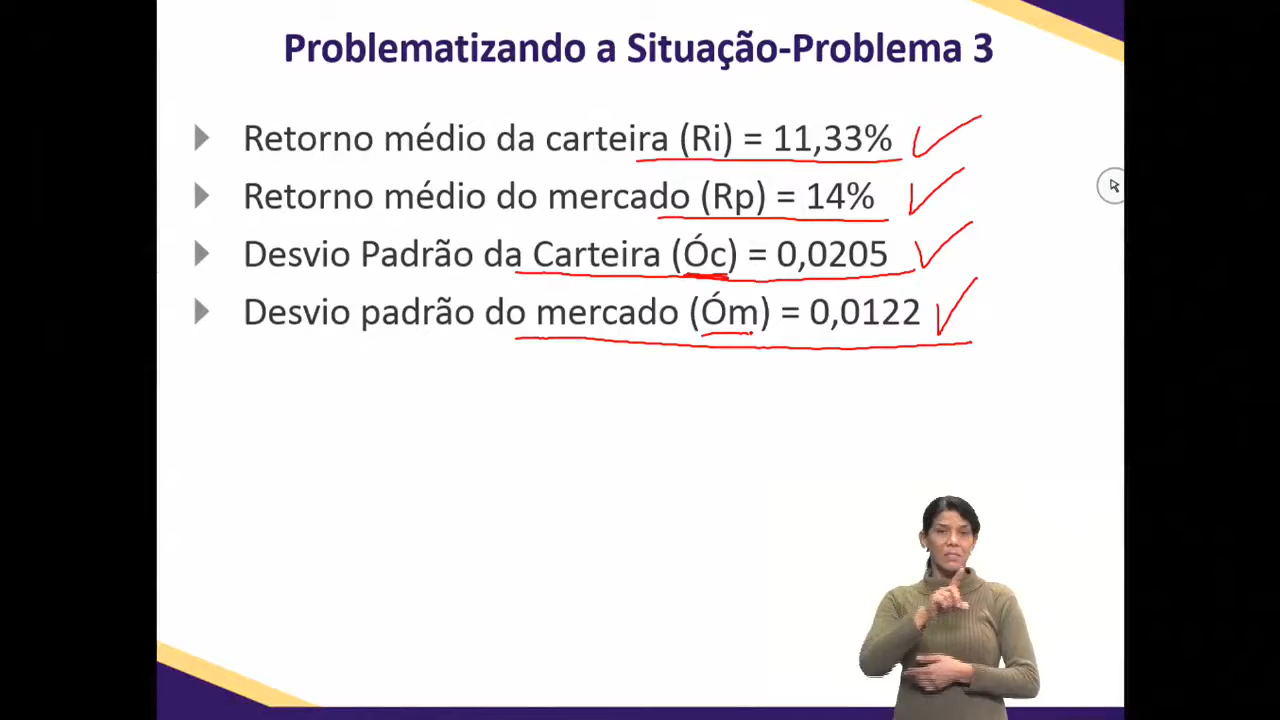 Problematizando a Situação-Problema 3
Retorno médio da carteira (Ri) = 11,33%
Retorno médio do mercado (Rp) = 14%
Desvio Padrão da Carteira (Óc) = 0,0205
Desvio padrão do mercado (Óm) = 0,0122